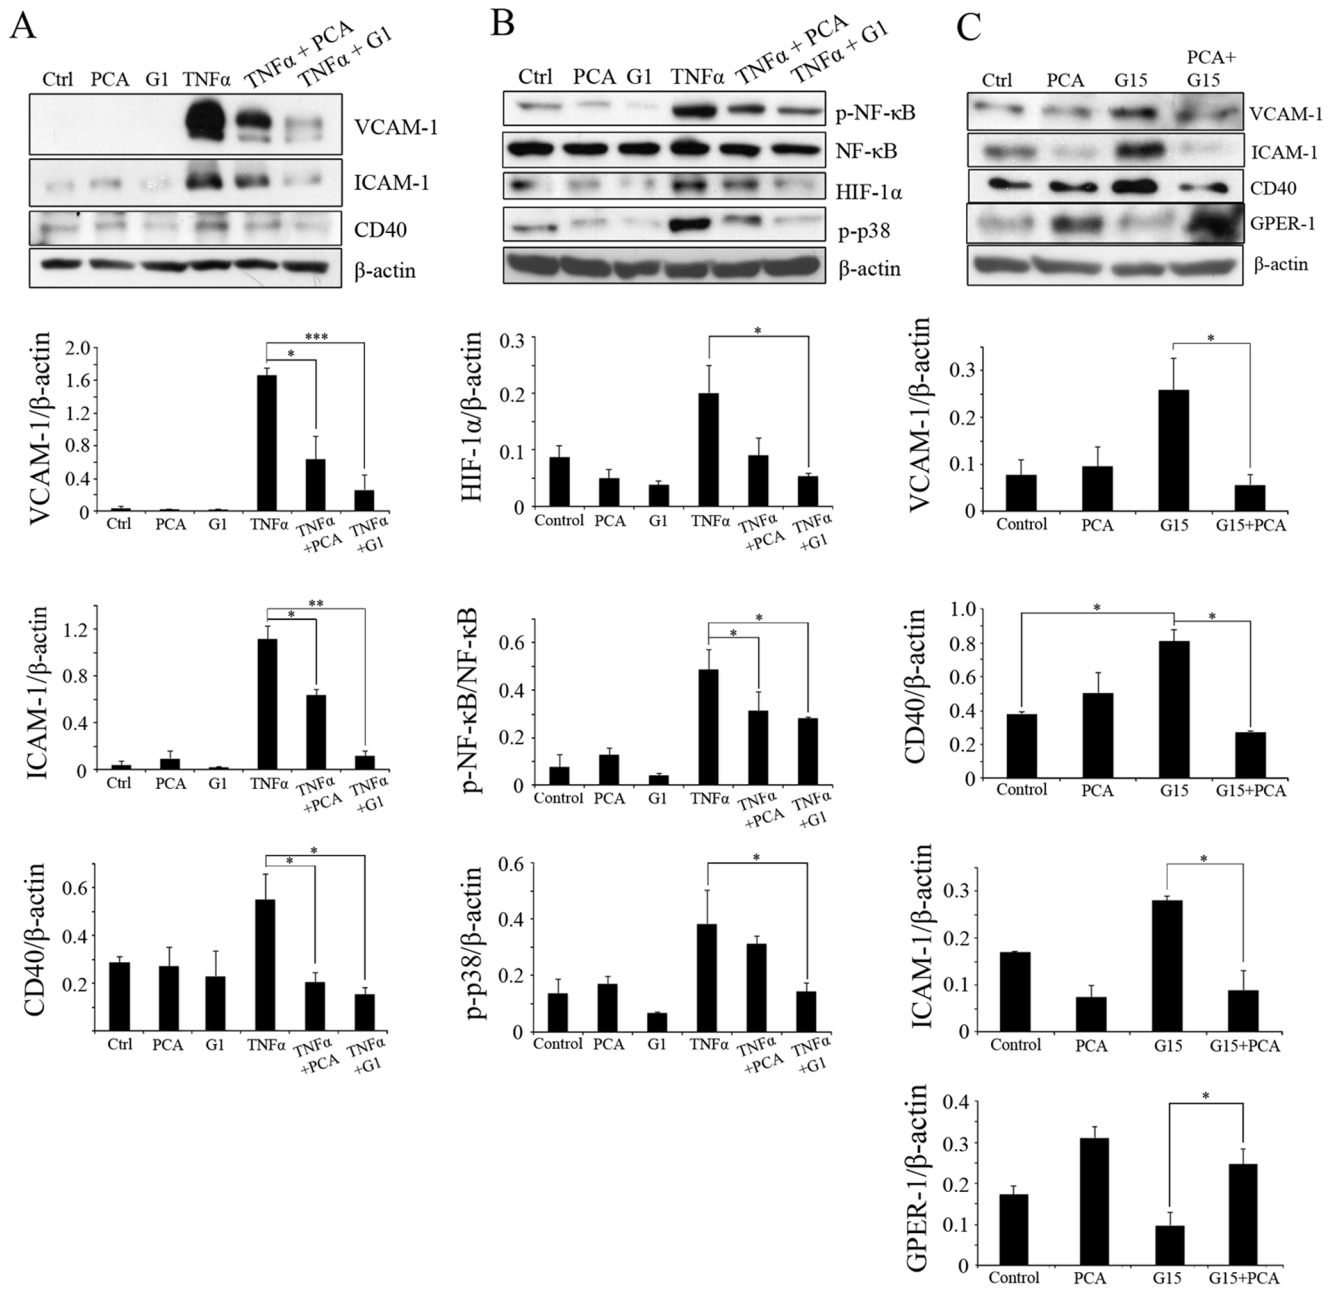 A
Ctrl PCA G1 TNFα TNFα + PCA TNFα + G1
VCAM-1
ICAM-1
CD40
β-actin
VCAM-1/β-actin
2.0
1.6
1.2
0.8
0.4
0
*
***
Ctrl PCA G1 TNFα TNFα +PCA TNFα +G1
ICAM-1/β-actin
1.2
0.8
0.4
0
*
**
Ctrl PCA G1 TNFα TNFα +PCA TNFα +G1
CD40/β-actin
0.6
0.4
0.2
*
*
Ctrl PCA G1 TNFα TNFα +PCA TNFα +G1
B
Ctrl PCA G1 TNFα TNFα + PCA TNFα + G1
p-NF-κB
NF-κB
HIF-1α
p-p38
β-actin
HIF-1α/β-actin
0.3
0.2
0.1
0
*
Control PCA G1 TNFα TNFα +PCA TNFα +G1
p-NF-κB/NF-κB
0.6
0.4
0.2
0
*
*
Control PCA G1 TNFα TNFα +PCA TNFα +G1
p-p38/β-actin
0.6
0.4
0.2
0
*
Control PCA G1 TNFα TNFα +PCA TNFα +G1
C
Ctrl PCA G15 PCA+ G15
VCAM-1
ICAM-1
CD40
GPER-1
β-actin
VCAM-1/β-actin
0.3
0.2
0.1
0
*
Control PCA G15 G15+PCA
CD40/β-actin
1.0
0.8
0.6
0.4
0.2
0
*
*
Control PCA G15 G15+PCA
ICAM-1/β-actin
0.3
0.2
0.1
0
*
Control PCA G15 G15+PCA
GPER-1/β-actin
0.4
0.3
0.2
0.1
0
*
Control PCA G15 G15+PCA